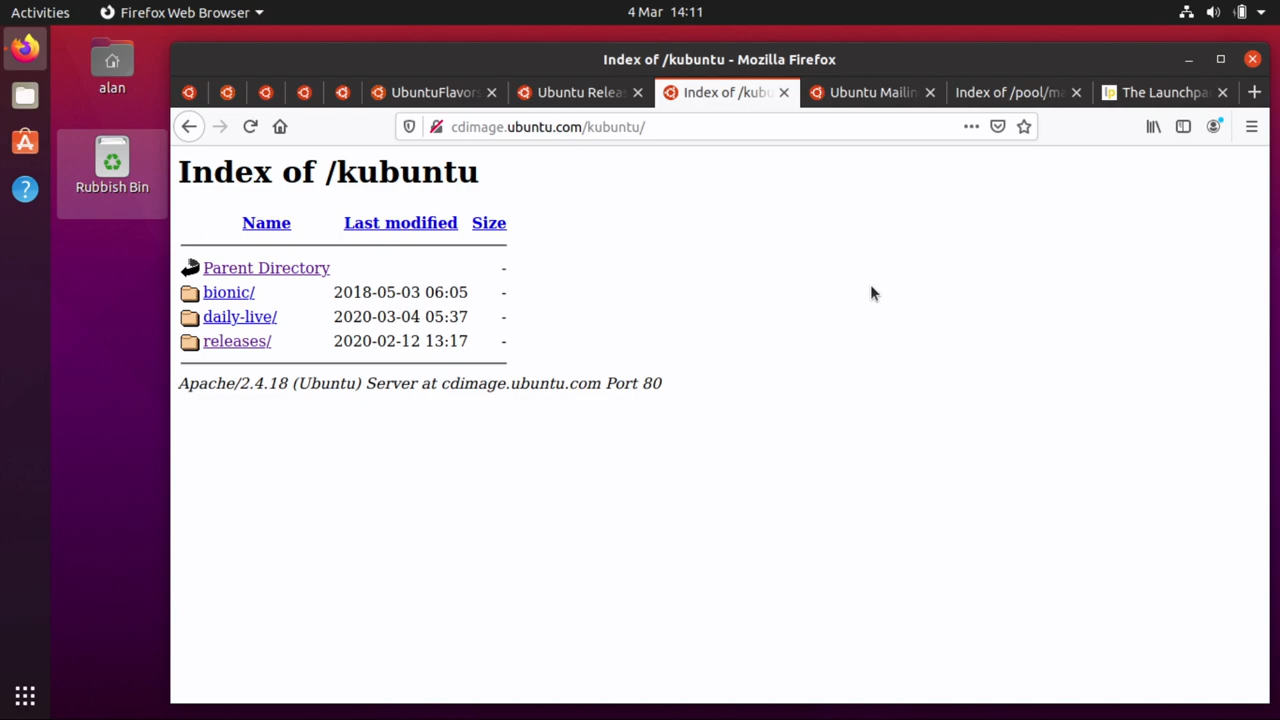 Activities Firefox Web Browser 4 Mar 14:11
alan
Rubbish Bin
Index of /kubuntu - Mozilla Firefox
UbuntuFlavors Ubuntu Relea Index of /kubu Ubuntu Mailin Index of /pool/ma The Launchpa
cdimage.ubuntu.com/kubuntu/
Index of /kubuntu
Name Last modified Size
Parent Directory -
bionic/ 2018-05-03 06:05 -
daily-live/ 2020-03-04 05:37 -
releases/ 2020-02-12 13:17 -
Apache/2.4.18 (Ubuntu) Server at cdimage.ubuntu.com Port 80